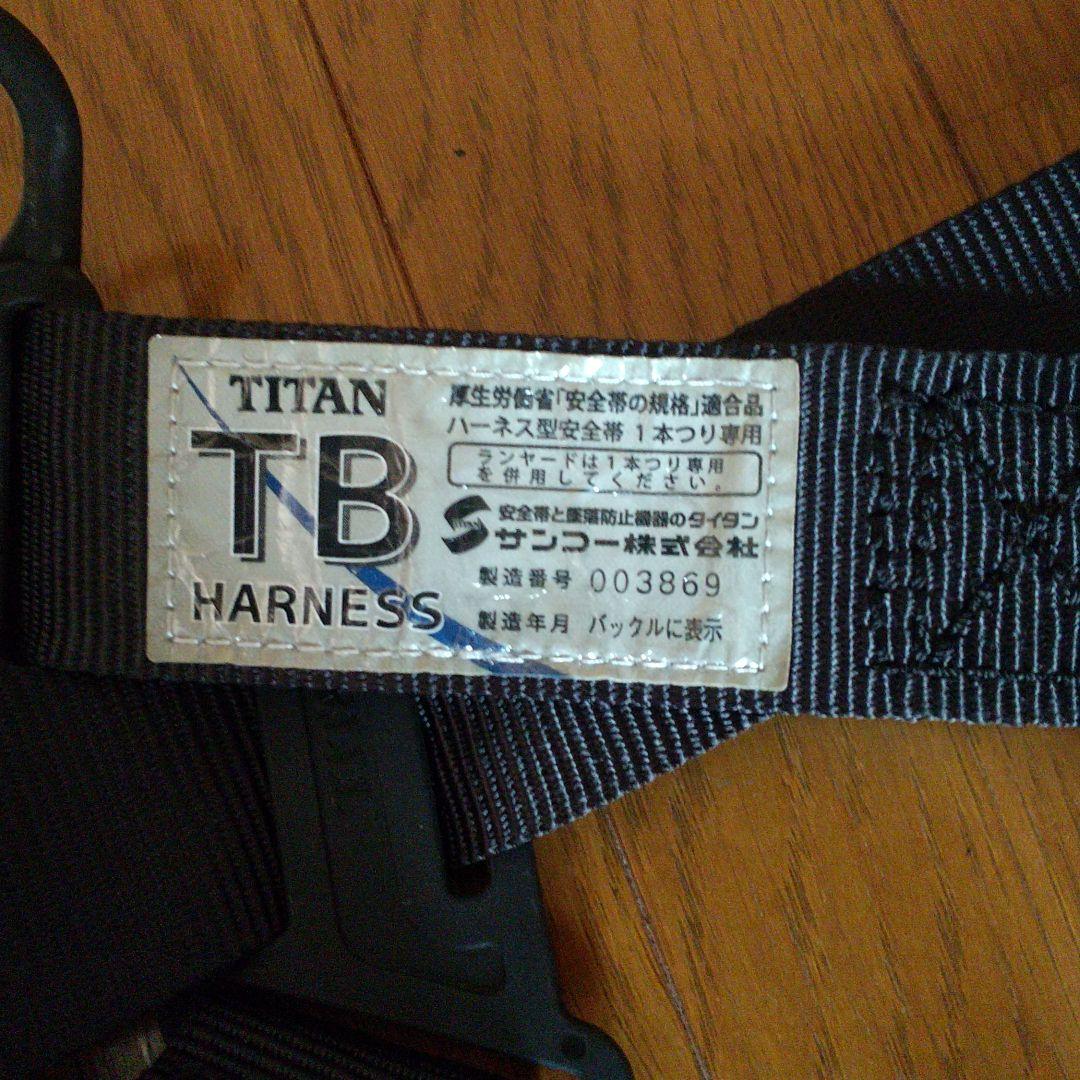 TITAN
TB
HARNESS
厚生労働省「安全帯の規格」適合品
ハーネス型安全帯 1本つり専用
ランヤードは1本つり専用
を併用してください。
安全帯と墜落防止機器のタイタン
サンコー株式会社
製造番号 003869
製造年月 バックルに表示